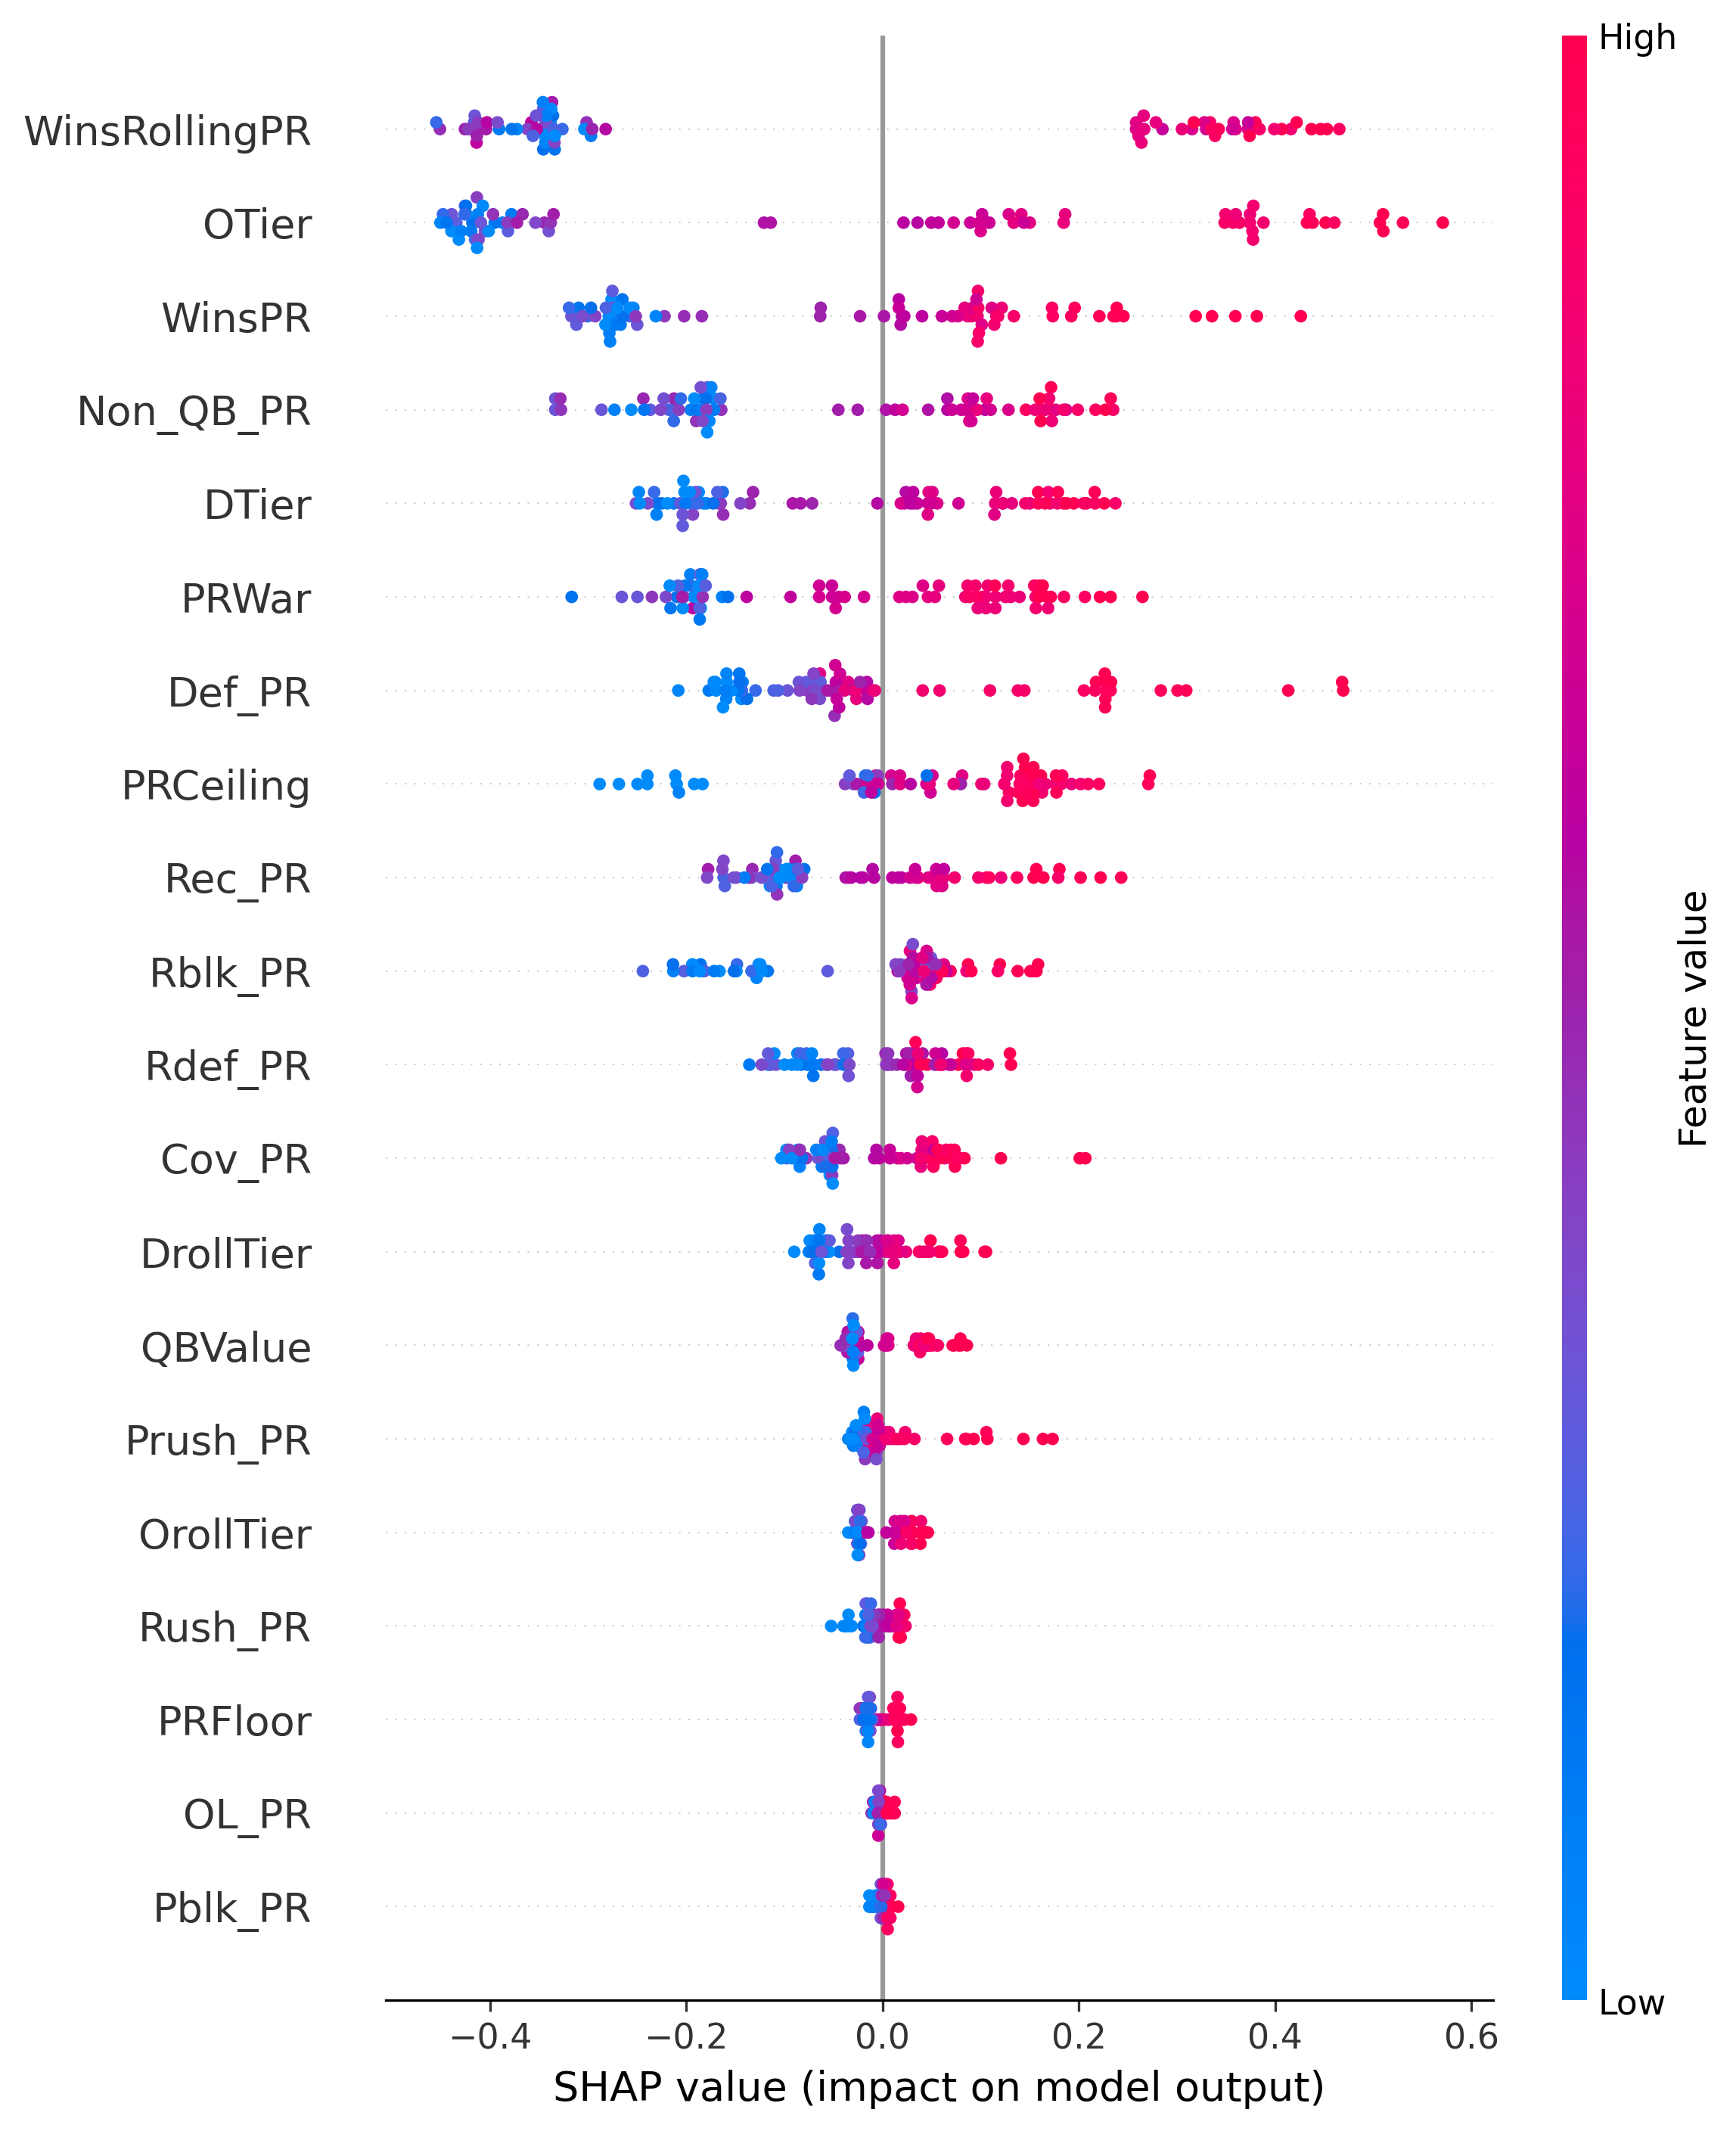 High
WinsRollingPR
OTier
WinsPR
Non_QB_PR
DTier
PRWar
Def_PR
PRCeiling
Rec_PR
Rblk_PR
Rdef_PR
Cov_PR
DrollTier
QBValue
Prush_PR
OrollTier
Rush_PR
PRFloor
OL_PR
Pblk_PR
Feature value
Low
−0.4 −0.2 0.0 0.2 0.4 0.6
SHAP value (impact on model output)